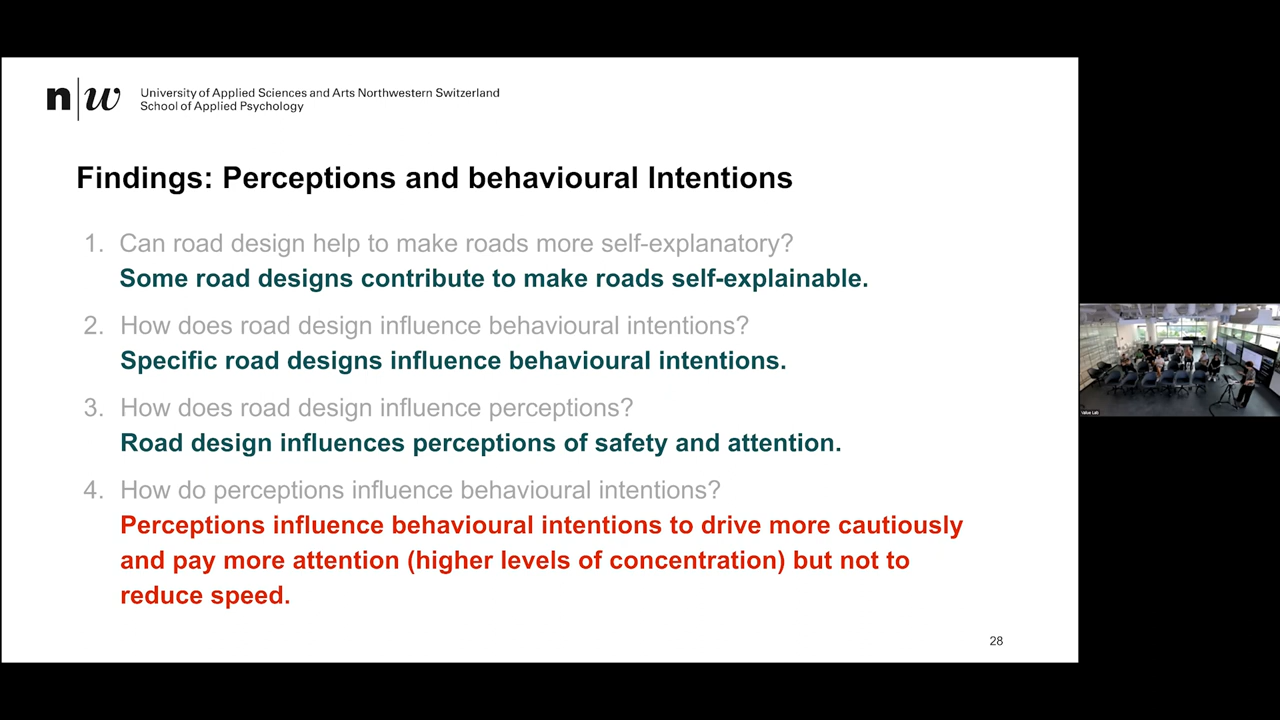 n|w
University of Applied Sciences and Arts Northwestern Switzerland
School of Applied Psychology
Findings: Perceptions and behavioural Intentions
1. Can road design help to make roads more self-explanatory?
Some road designs contribute to make roads self-explainable.
2. How does road design influence behavioural intentions?
Specific road designs influence behavioural intentions.
3. How does road design influence perceptions?
Road design influences perceptions of safety and attention.
4. How do perceptions influence behavioural intentions?
Perceptions influence behavioural intentions to drive more cautiously
and pay more attention (higher levels of concentration) but not to
reduce speed.
28
Value Lab